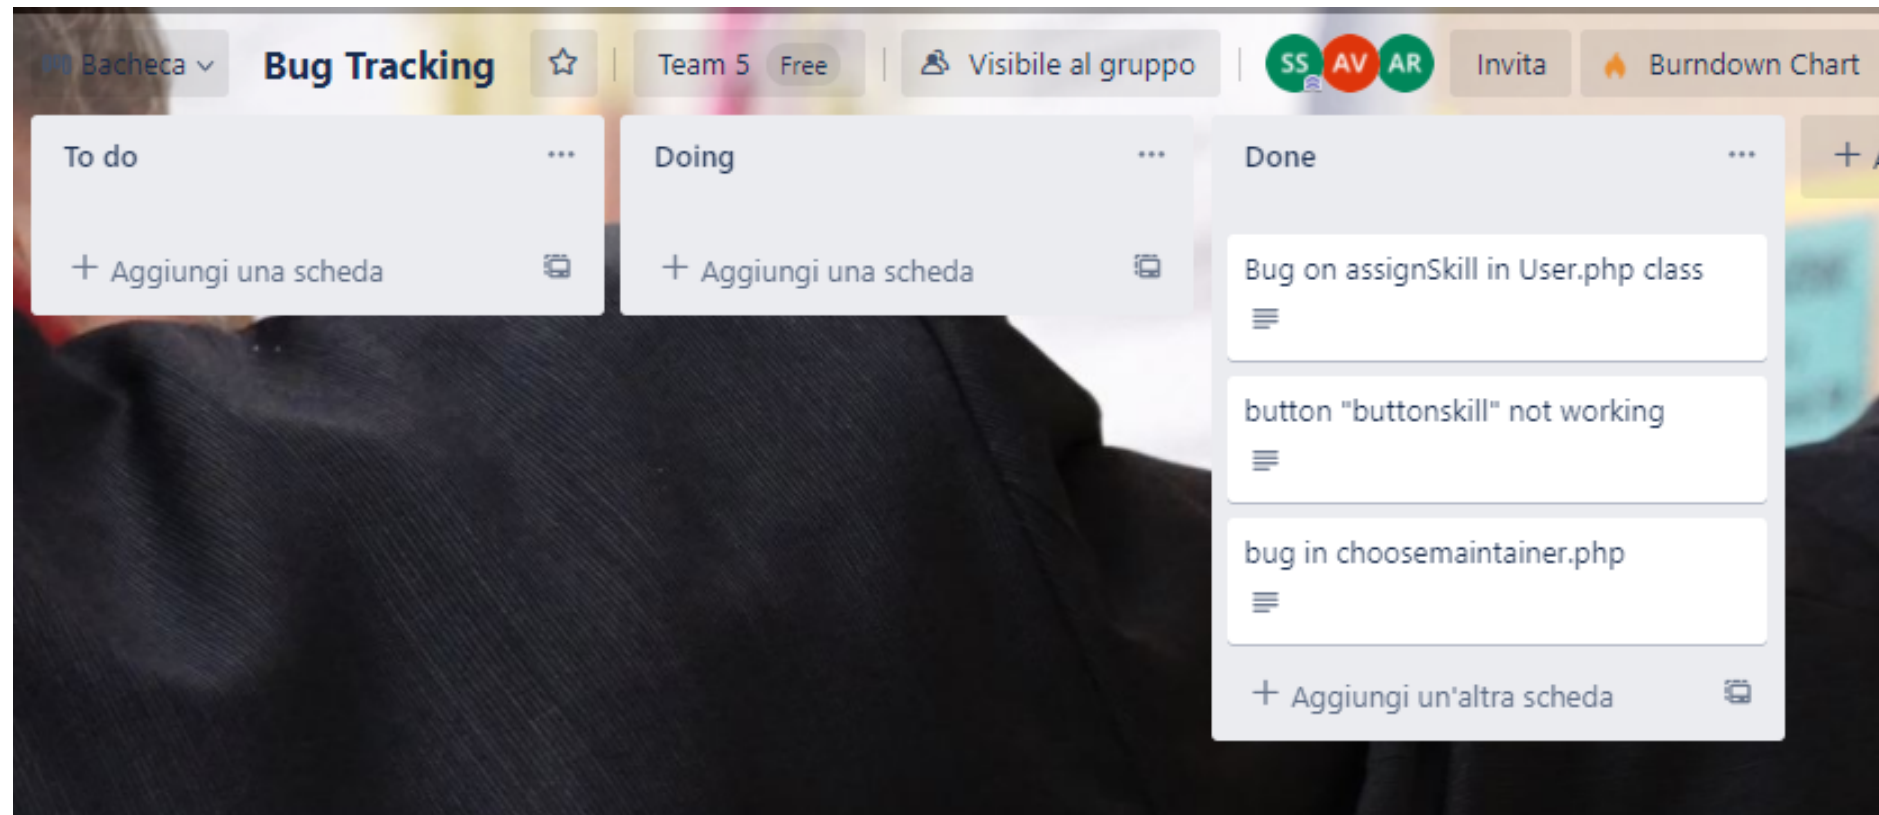 Bacheca
Bug Tracking
Team 5 Free
Visibile al gruppo
SS AV AR
Invita
Burndown Chart
To do
+ Aggiungi una scheda
Doing
+ Aggiungi una scheda
Done
Bug on assignSkill in User.php class
button "buttonskill" not working
bug in choosemaintainer.php
+ Aggiungi un'altra scheda
+